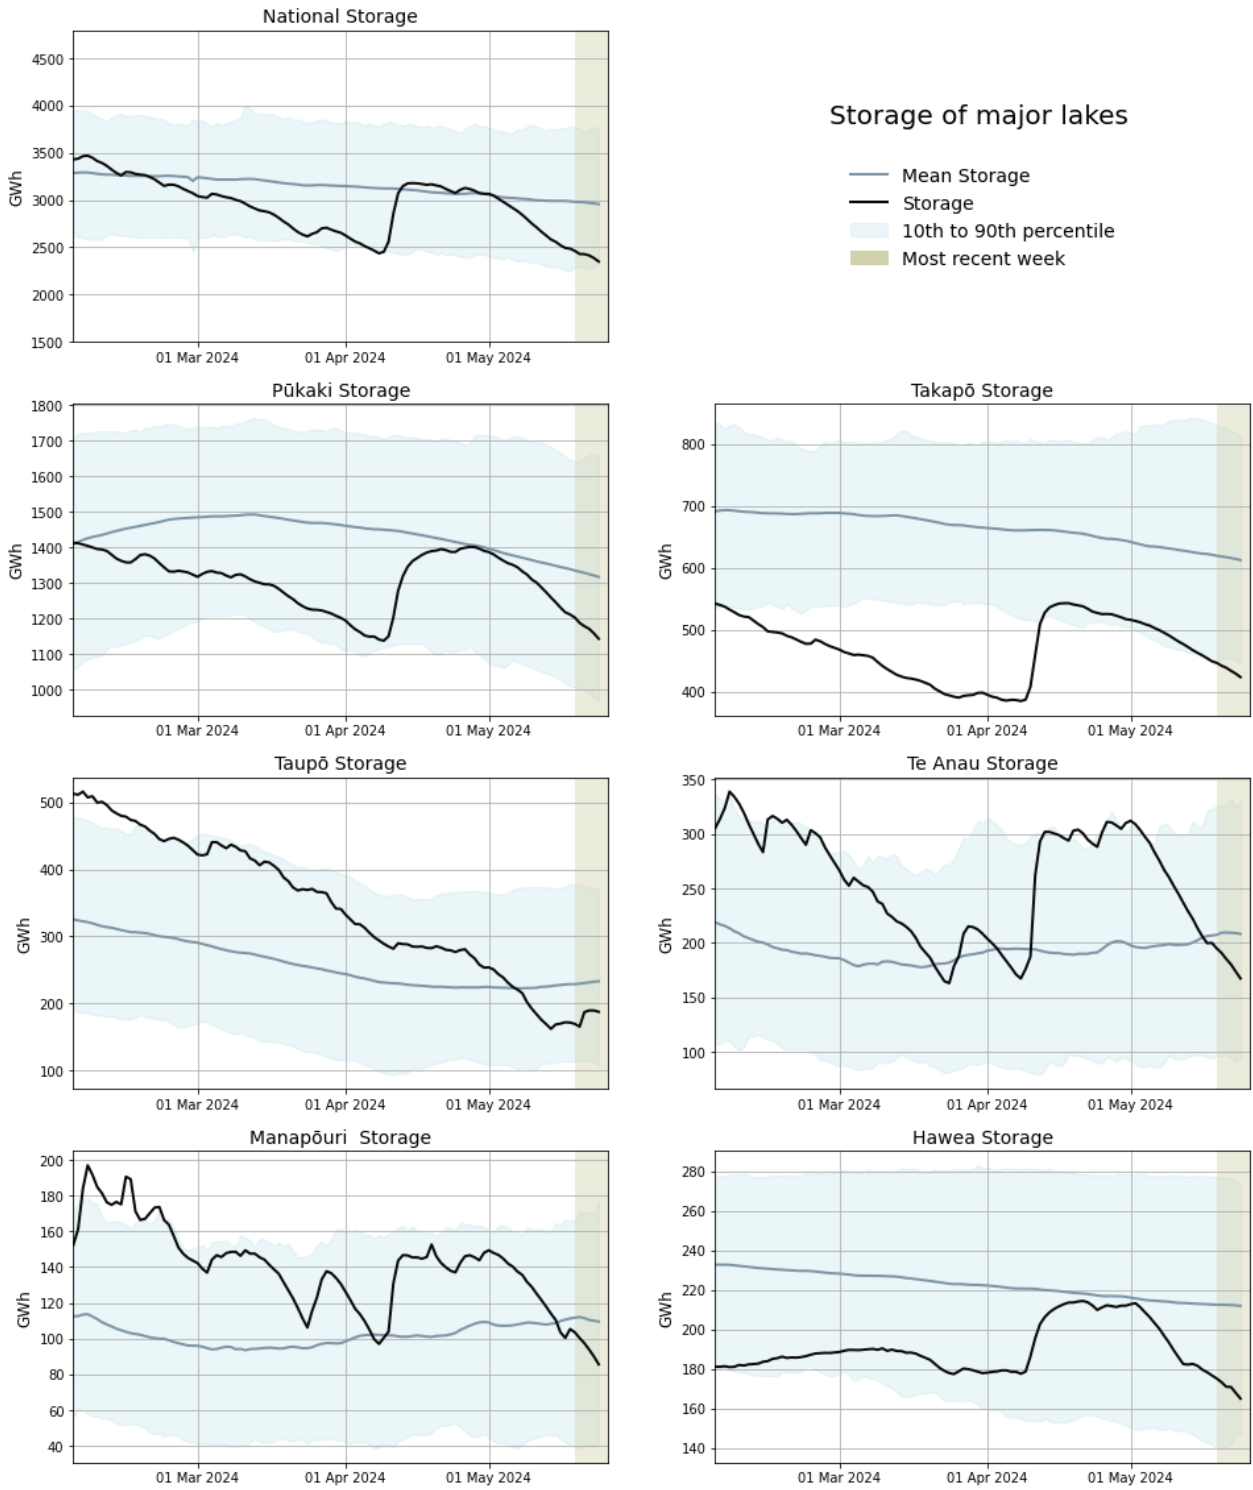 National Storage
GWh
4500
4000
3500
3000
2500
2000
1500
01 Mar 2024
01 Apr 2024
01 May 2024
Storage of major lakes
Mean Storage
Storage
10th to 90th percentile
Most recent week
Pūkaki Storage
GWh
1800
1700
1600
1500
1400
1300
1200
1100
1000
01 Mar 2024
01 Apr 2024
01 May 2024
Takapō Storage
GWh
800
700
600
500
400
01 Mar 2024
01 Apr 2024
01 May 2024
Taupō Storage
GWh
500
400
300
200
100
01 Mar 2024
01 Apr 2024
01 May 2024
Te Anau Storage
GWh
350
300
250
200
150
100
01 Mar 2024
01 Apr 2024
01 May 2024
Manapōuri  Storage
GWh
200
180
160
140
120
100
80
60
40
01 Mar 2024
01 Apr 2024
01 May 2024
Hawea Storage
GWh
280
260
240
220
200
180
160
140
01 Mar 2024
01 Apr 2024
01 May 2024